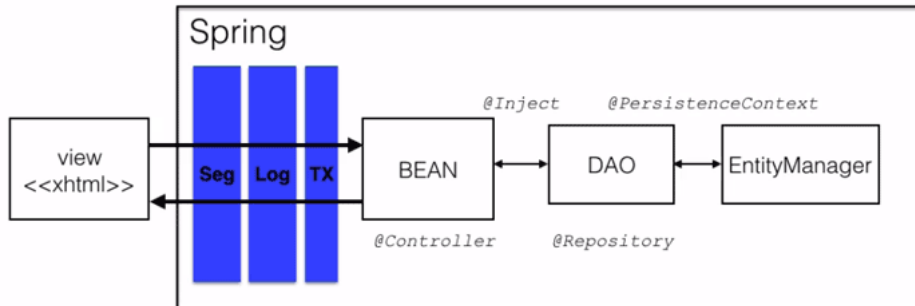 Spring
@Inject
@PersistenceContext
view
<<xhtml>>
Seg
Log
TX
BEAN
DAO
EntityManager
@Controller
@Repository